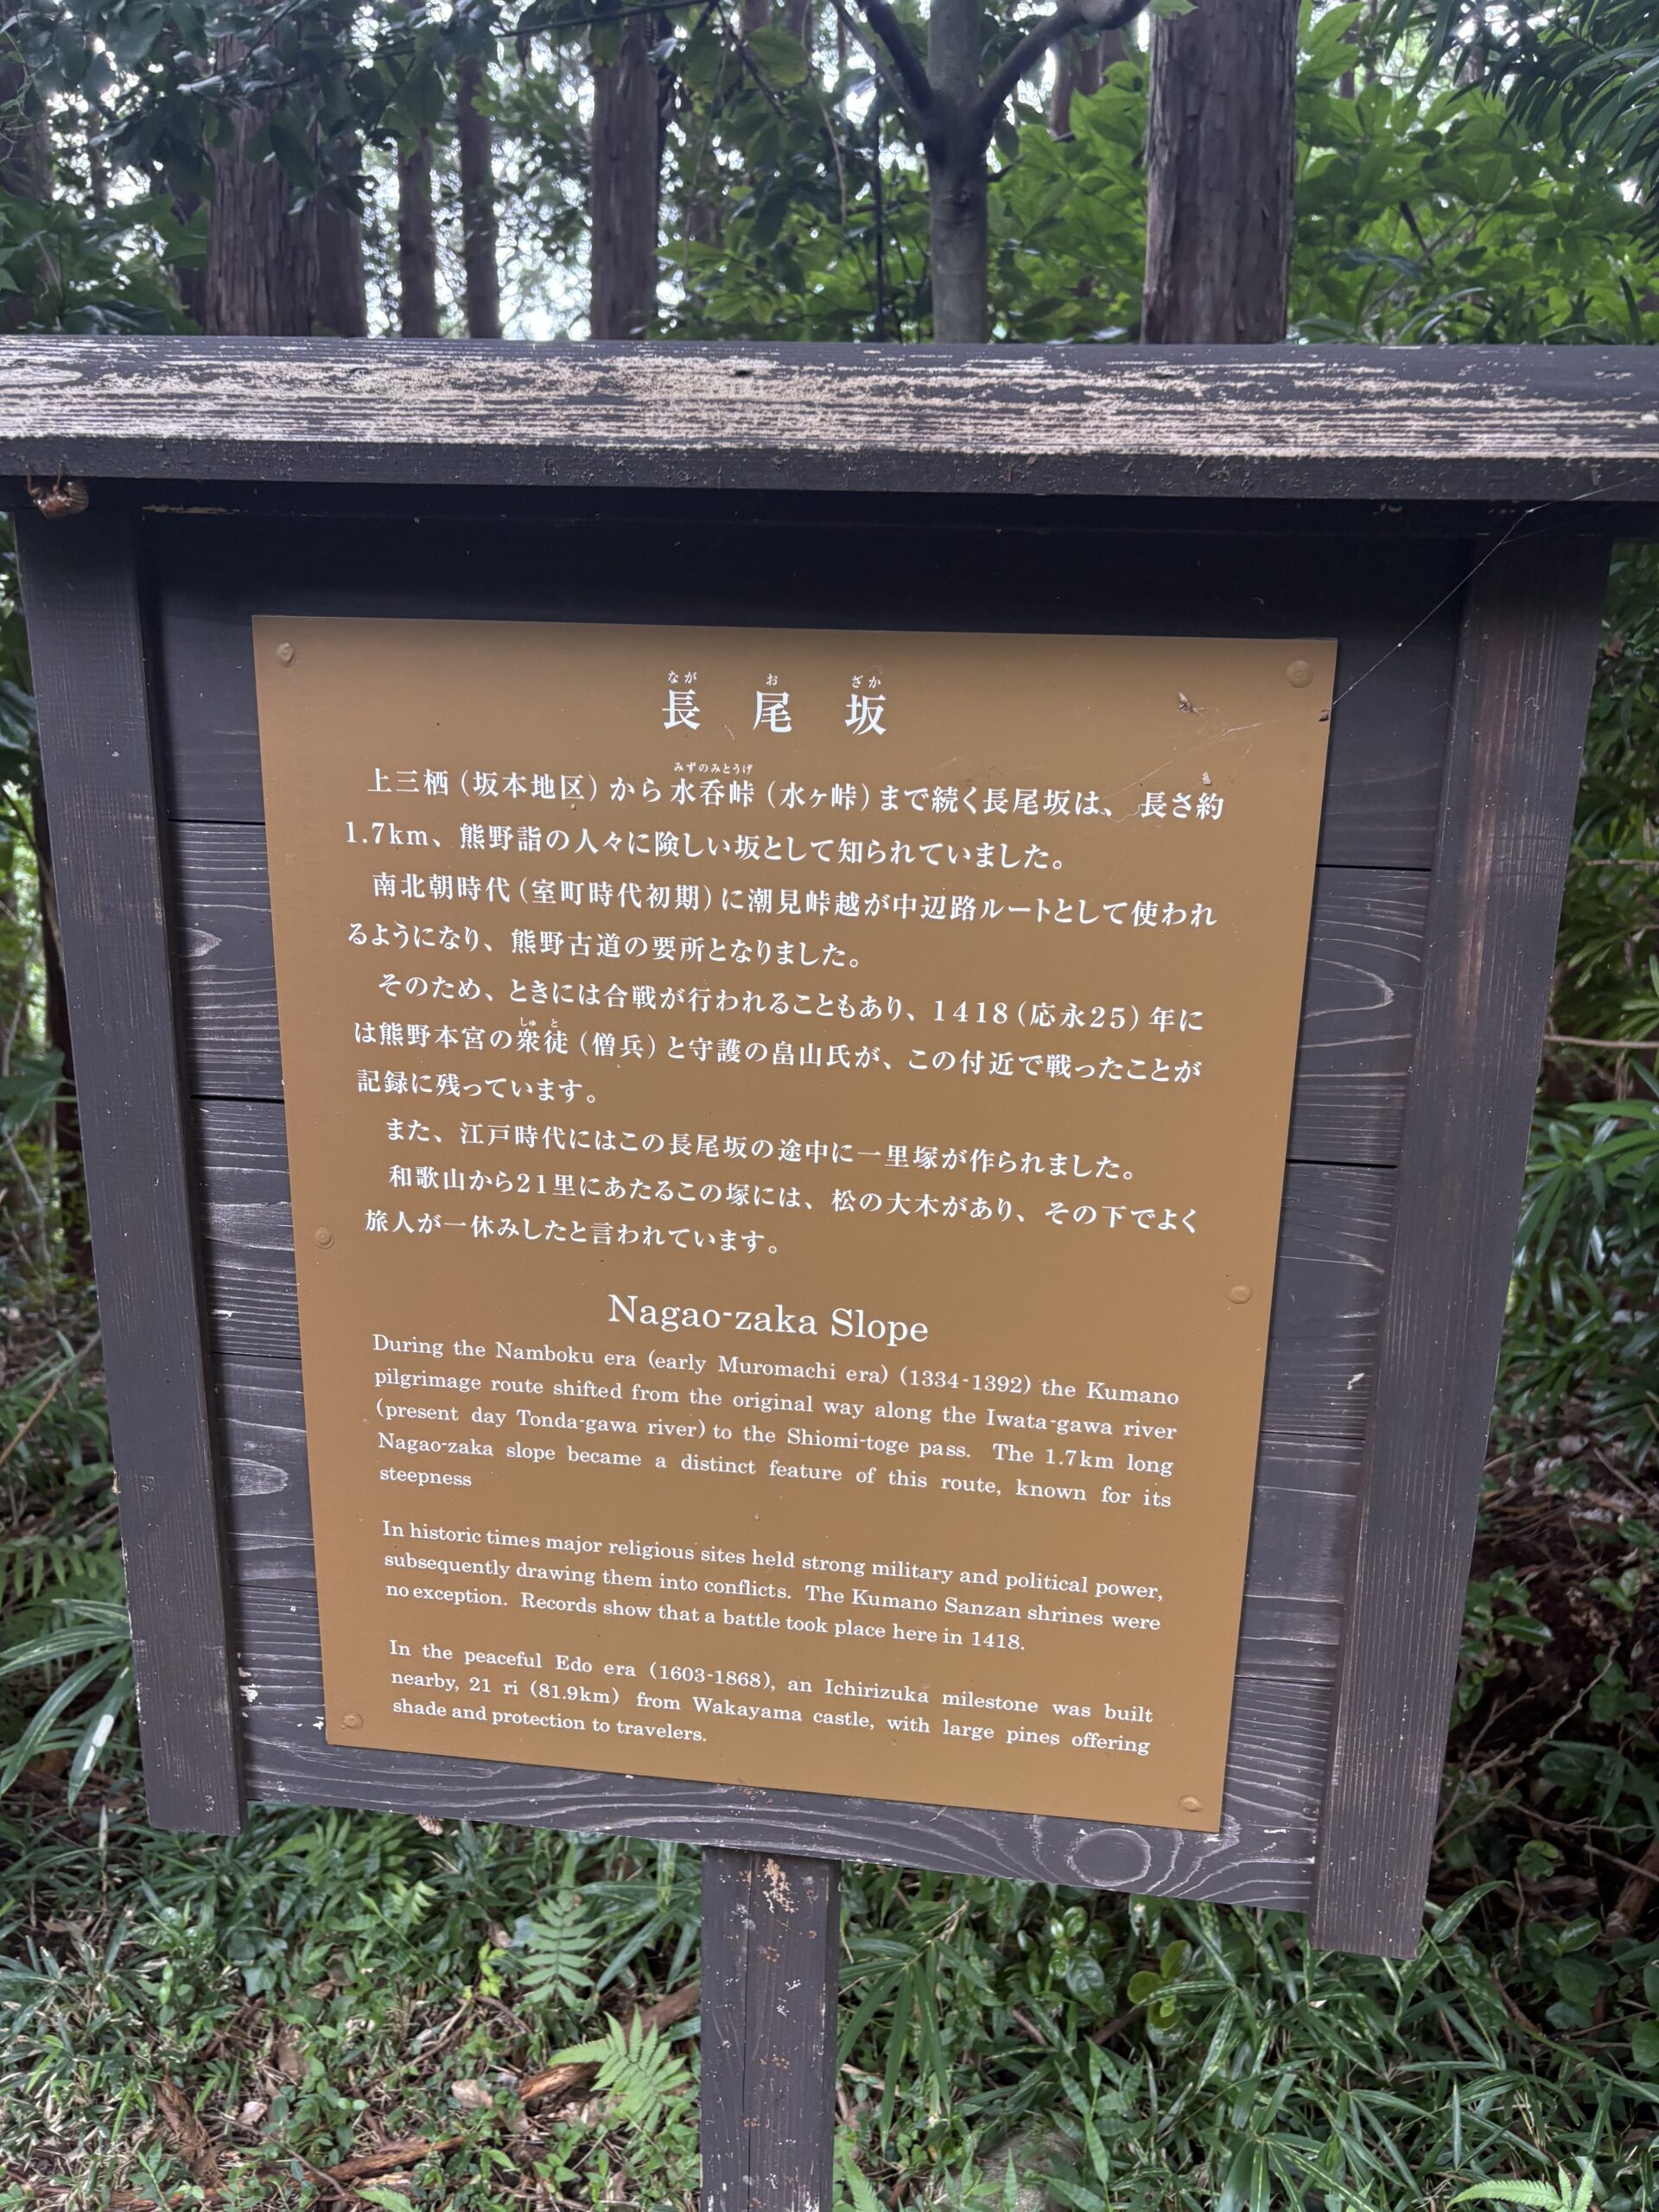 なが お ざか
長尾坂
みずのみとうげ
上三栖(坂本地区)から水呑峠(水ヶ峠)まで続く長尾坂は、長さ約
1.7km、熊野詣の人々に険しい坂として知られていました。
南北朝時代(室町時代初期)に潮見峠越が中辺路ルートとして使われ
るようになり、熊野古道の要所となりました。
そのため、ときには合戦が行われることもあり、1418(応永25)年に
しゅ と
は熊野本宮の衆徒(僧兵)と守護の畠山氏が、この付近で戦ったことが
記録に残っています。
また、江戸時代にはこの長尾坂の途中に一里塚が作られました。
和歌山から21里にあたるこの塚には、松の大木があり、その下でよく
旅人が一休みしたと言われています。
Nagao-zaka Slope
During the Namboku era (early Muromachi era) (1334-1392) the Kumano
pilgrimage route shifted from the original way along the Iwata-gawa river
(present day Tonda-gawa river) to the Shiomi-toge pass. The 1.7km long
Nagao-zaka slope became a distinct feature of this route, known for its
steepness
In historic times major religious sites held strong military and political power,
subsequently drawing them into conflicts. The Kumano Sanzan shrines were
no exception. Records show that a battle took place here in 1418.
In the peaceful Edo era (1603-1868), an Ichirizuka milestone was built
nearby, 21 ri (81.9km) from Wakayama castle, with large pines offering
shade and protection to travelers.